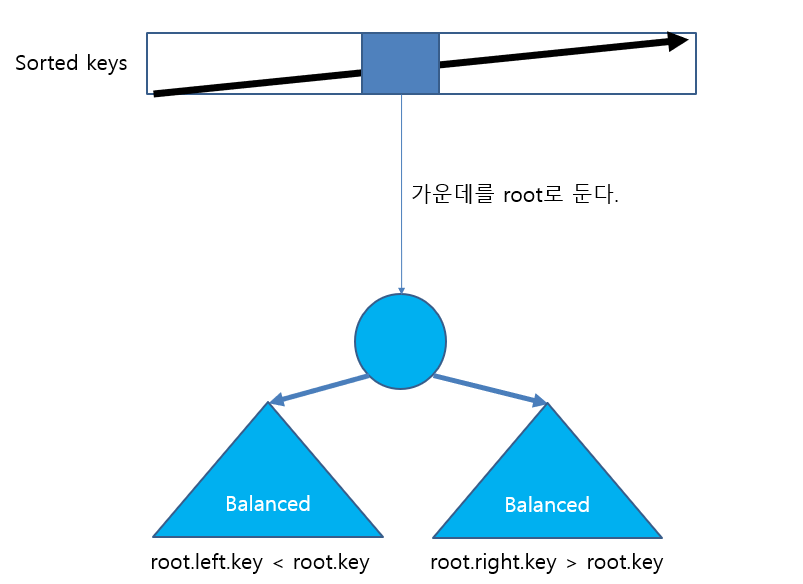 Sorted keys
가운데를 root로 둔다.
Balanced
Balanced
root.left.key < root.key
root.right.key > root.key